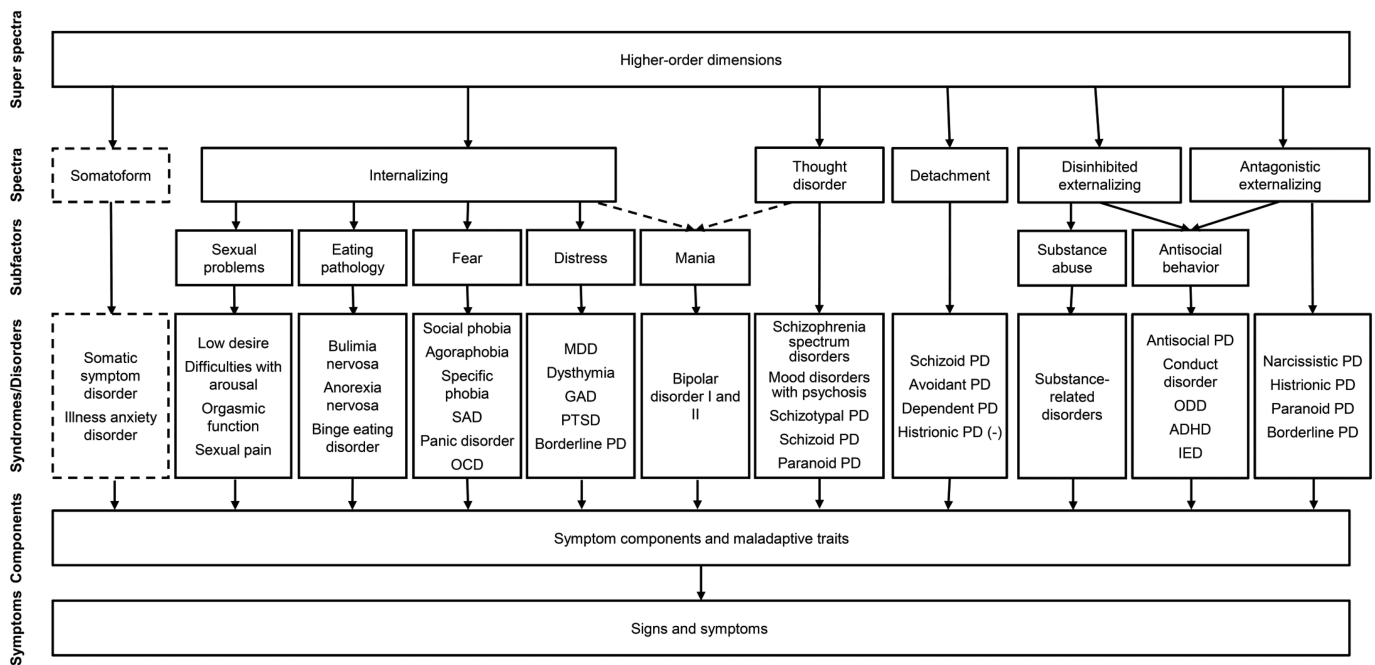 Super spectra
Higher-order dimensions
Spectra
Somatoform
Internalizing
Thought
disorder
Detachment
Disinhibited
externalizing
Antagonistic
externalizing
Subfactors
Sexual
problems
Eating
pathology
Fear
Distress
Mania
Substance
abuse
Antisocial
behavior
Syndromes/Disorders
Somatic
symptom
disorder
Illness anxiety
disorder
Low desire
Difficulties with
arousal
Orgasmic
function
Sexual pain
Bulimia
nervosa
Anorexia
nervosa
Binge eating
disorder
Social phobia
Agoraphobia
Specific
phobia
SAD
Panic disorder
OCD
MDD
Dysthymia
GAD
PTSD
Borderline PD
Bipolar
disorder I and
II
Schizophrenia
spectrum
disorders
Mood disorders
with psychosis
Schizotypal PD
Schizoid PD
Paranoid PD
Schizoid PD
Avoidant PD
Dependent PD
Histrionic PD (-)
Substance-
related
disorders
Antisocial PD
Conduct
disorder
ODD
ADHD
IED
Narcissistic PD
Histrionic PD
Paranoid PD
Borderline PD
Components
Symptom components and maladaptive traits
Symptoms
Signs and symptoms